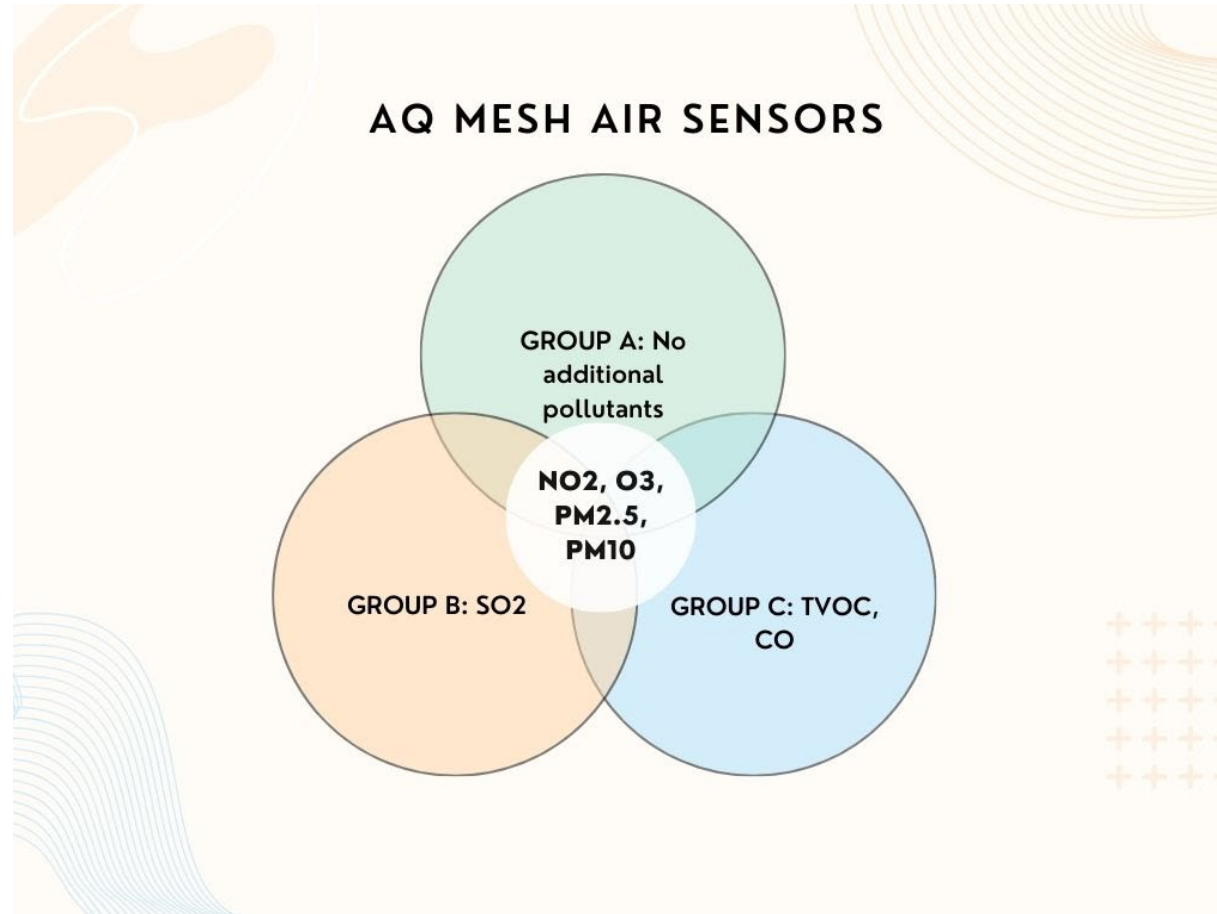 AQ MESH AIR SENSORS
GROUP A: No
additional
pollutants
NO2, O3,
PM2.5,
PM10
GROUP B: SO2
GROUP C: TVOC,
CO